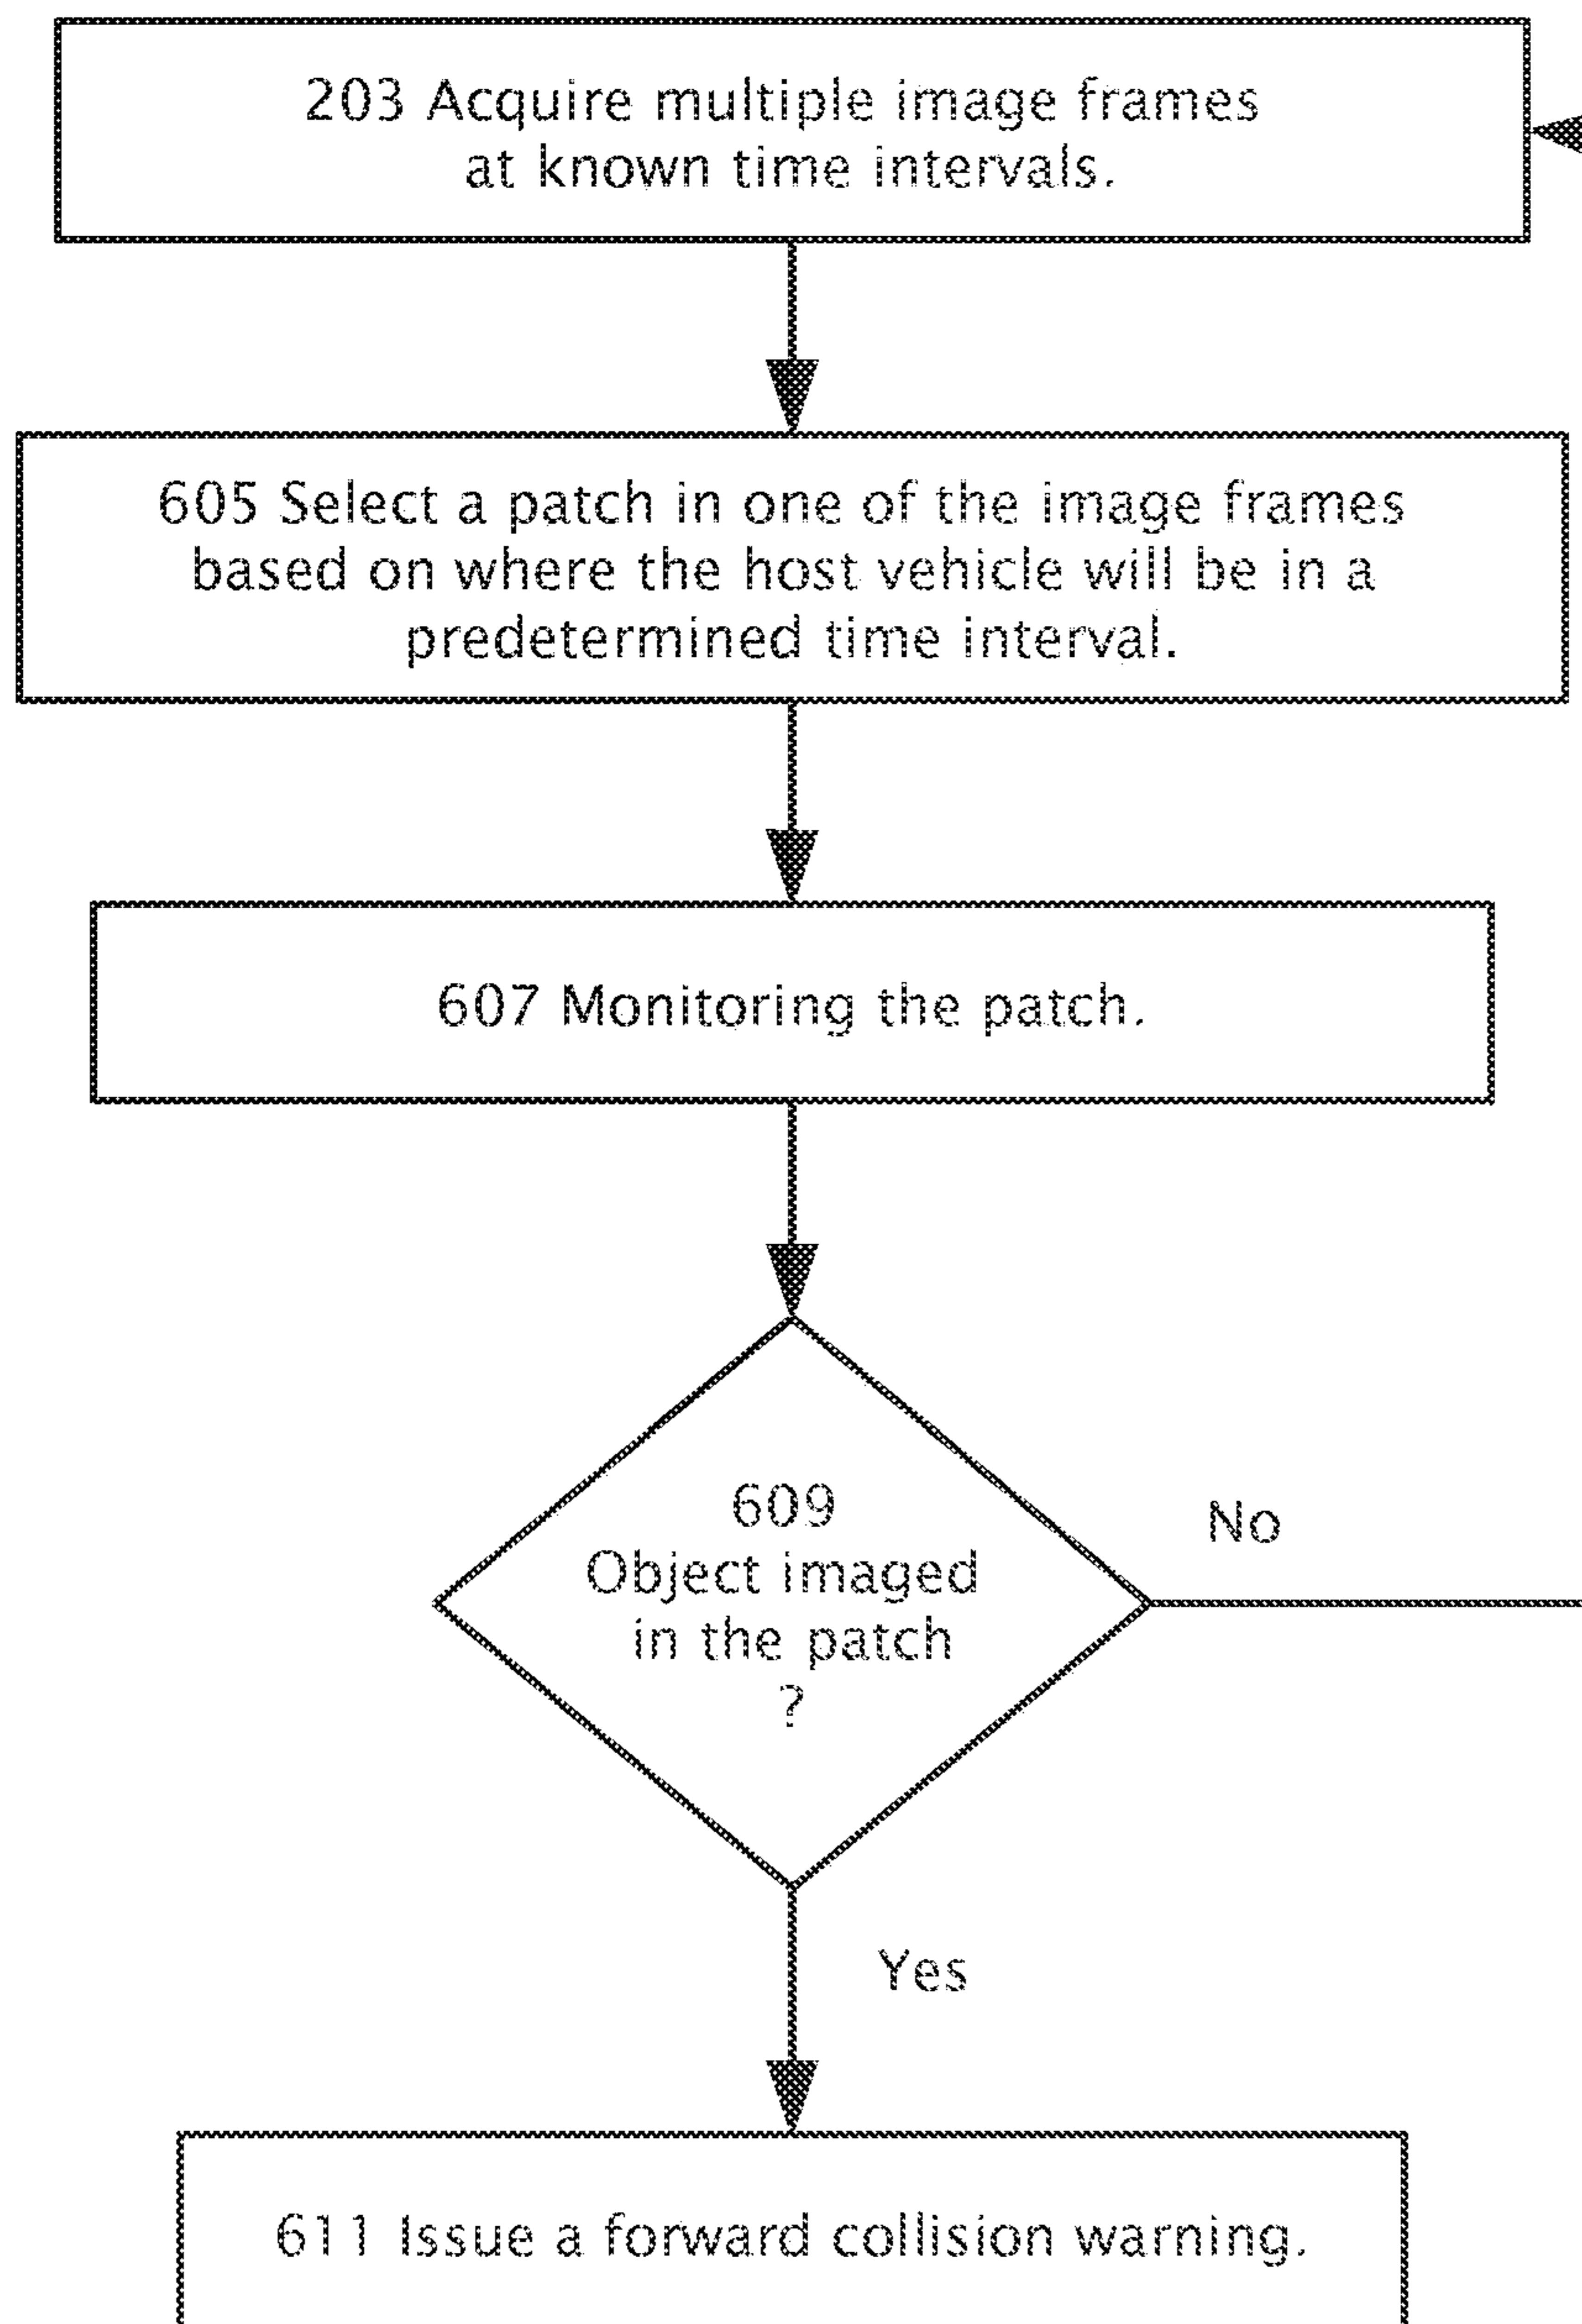 203 Acquire multiple image frames
at known time intervals.
605 Select a patch in one of the image frames
based on where the host vehicle will be in a
predetermined time interval.
607 Monitoring the patch.
609
Object imaged
in the patch
?
No
Yes
611 Issue a forward collision warning.